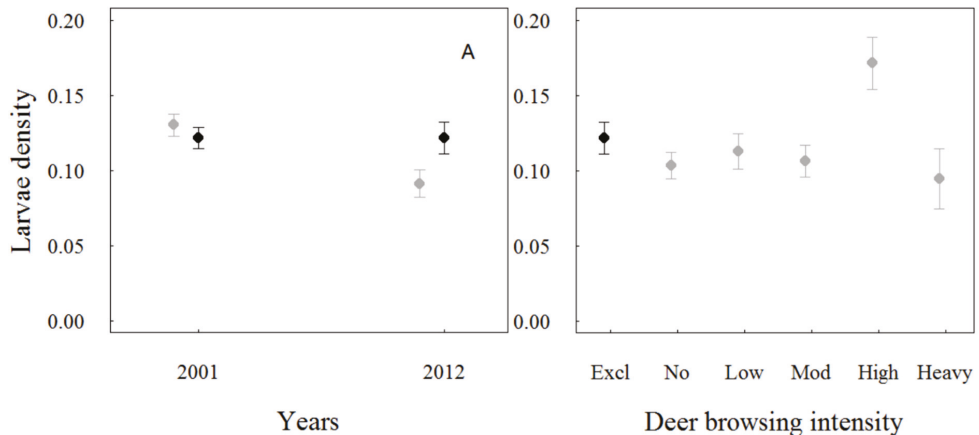 0.20
0.15
0.10
0.05
0.00
Larvae density
A
2001 2012
Years
0.20
0.15
0.10
0.05
0.00
Excl No Low Mod High Heavy
Deer browsing intensity